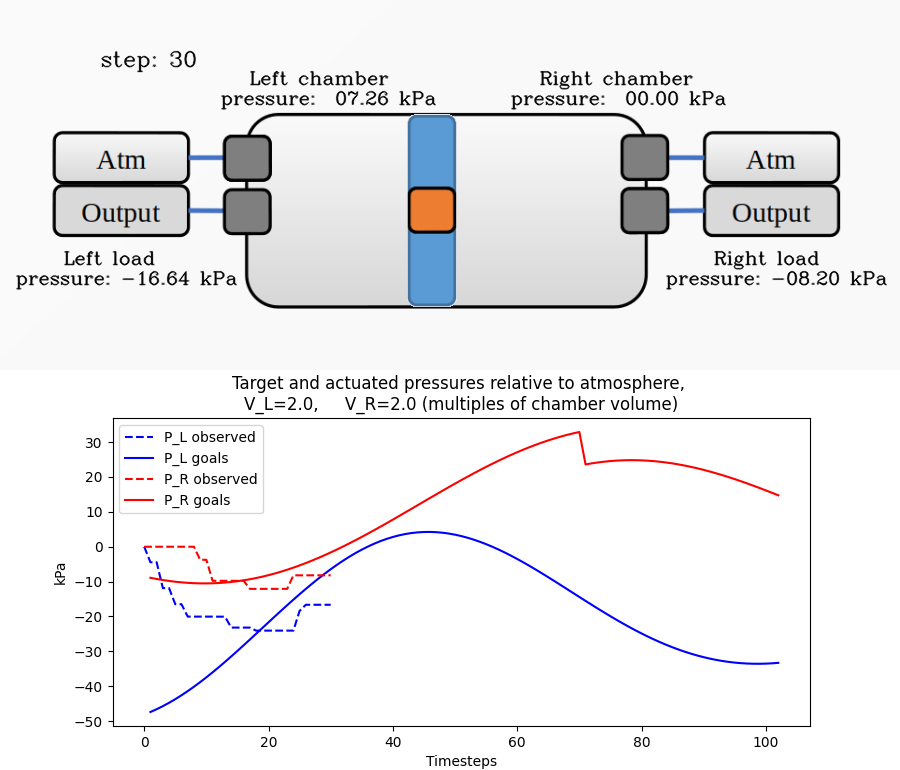 step: 30
Left chamber
pressure: 07.26 kPa
Right chamber
pressure: 00.00 kPa
Atm
Output
Atm
Output
Left load
pressure: −16.64 kPa
Right load
pressure: −08.20 kPa
Target and actuated pressures relative to atmosphere,
V_L=2.0, V_R=2.0 (multiples of chamber volume)
P_L observed
P_L goals
P_R observed
P_R goals
30
20
10
0
−10
−20
−30
−40
−50
kPa
0 20 40 60 80 100
Timesteps